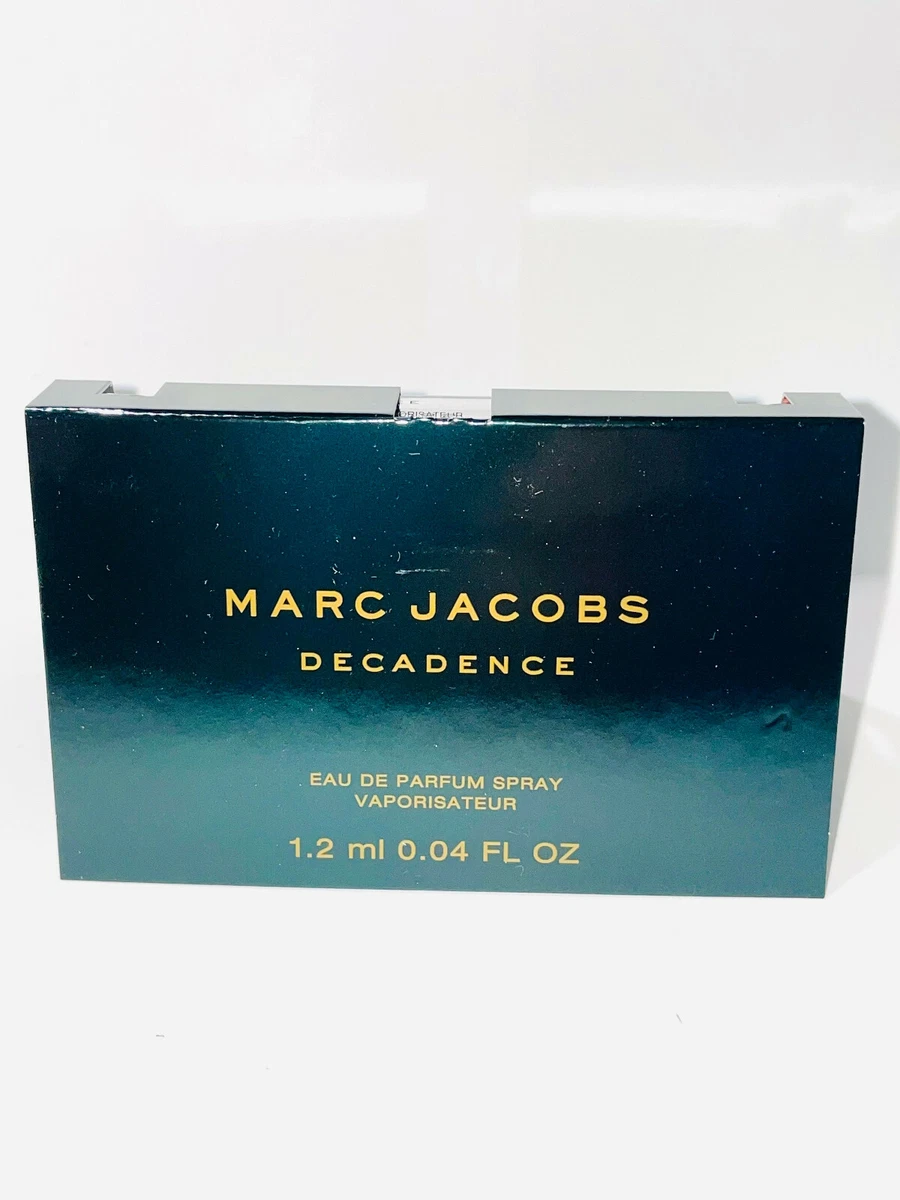 E
MARC JACOBS
DECADENCE
EAU DE PARFUM SPRAY
VAPORISATEUR
1.2 ml 0.04 FL OZ